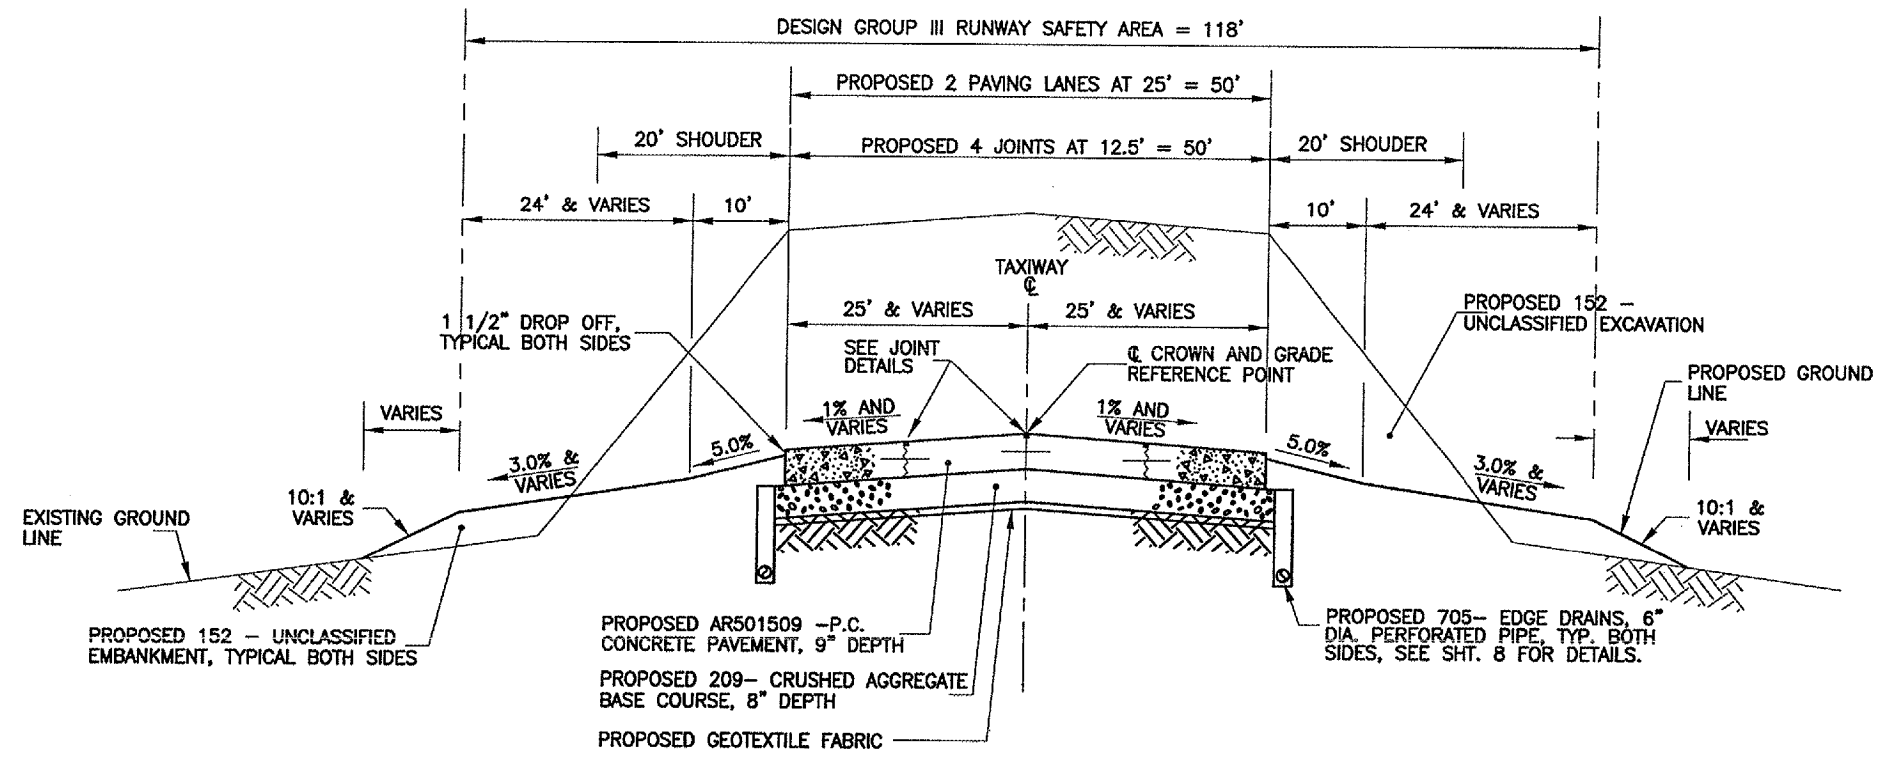 DESIGN GROUP III RUNWAY SAFETY AREA = 118'
PROPOSED 2 PAVING LANES AT 25' = 50'
20' SHOUDER
PROPOSED 4 JOINTS AT 12.5' = 50'
20' SHOUDER
24' & VARIES
10'
10'
24' & VARIES
TAXIWAY
℄
25' & VARIES
25' & VARIES
PROPOSED 152 -
UNCLASSIFIED EXCAVATION
1 1/2" DROP OFF,
TYPICAL BOTH SIDES
SEE JOINT
DETAILS
℄ CROWN AND GRADE
REFERENCE POINT
PROPOSED GROUND
LINE
VARIES
1% AND
VARIES
1% AND
VARIES
VARIES
5.0%
5.0%
3.0% &
VARIES
3.0% &
VARIES
10:1 &
VARIES
10:1 &
VARIES
EXISTING GROUND
LINE
PROPOSED 152 - UNCLASSIFIED
EMBANKMENT, TYPICAL BOTH SIDES
PROPOSED AR501509 -P.C.
CONCRETE PAVEMENT, 9" DEPTH
PROPOSED 705- EDGE DRAINS, 6"
DIA. PERFORATED PIPE, TYP. BOTH
SIDES, SEE SHT. 8 FOR DETAILS.
PROPOSED 209- CRUSHED AGGREGATE
BASE COURSE, 8" DEPTH
PROPOSED GEOTEXTILE FABRIC